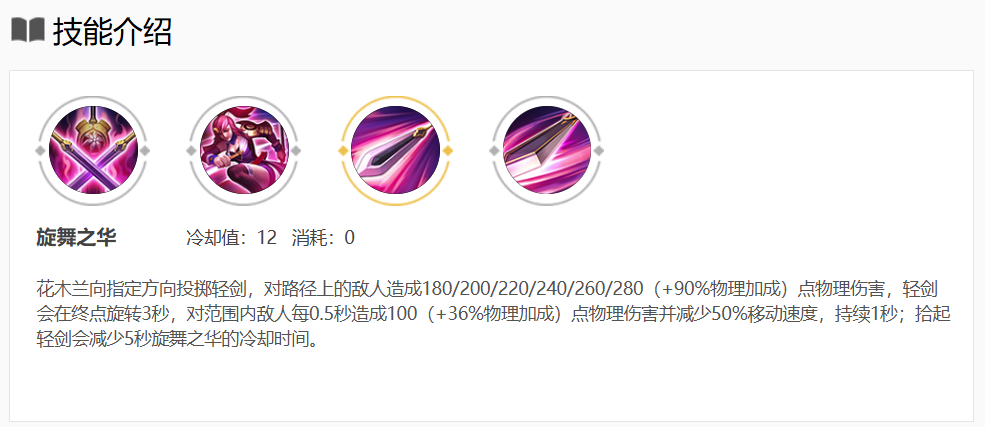 技能介绍
旋舞之华 冷却值：12 消耗：0
花木兰向指定方向投掷轻剑，对路径上的敌人造成180/200/220/240/260/280（+90%物理加成）点物理伤害，轻剑
会在终点旋转3秒，对范围内敌人每0.5秒造成100（+36%物理加成）点物理伤害并减少50%移动速度，持续1秒；拾起
轻剑会减少5秒旋舞之华的冷却时间。